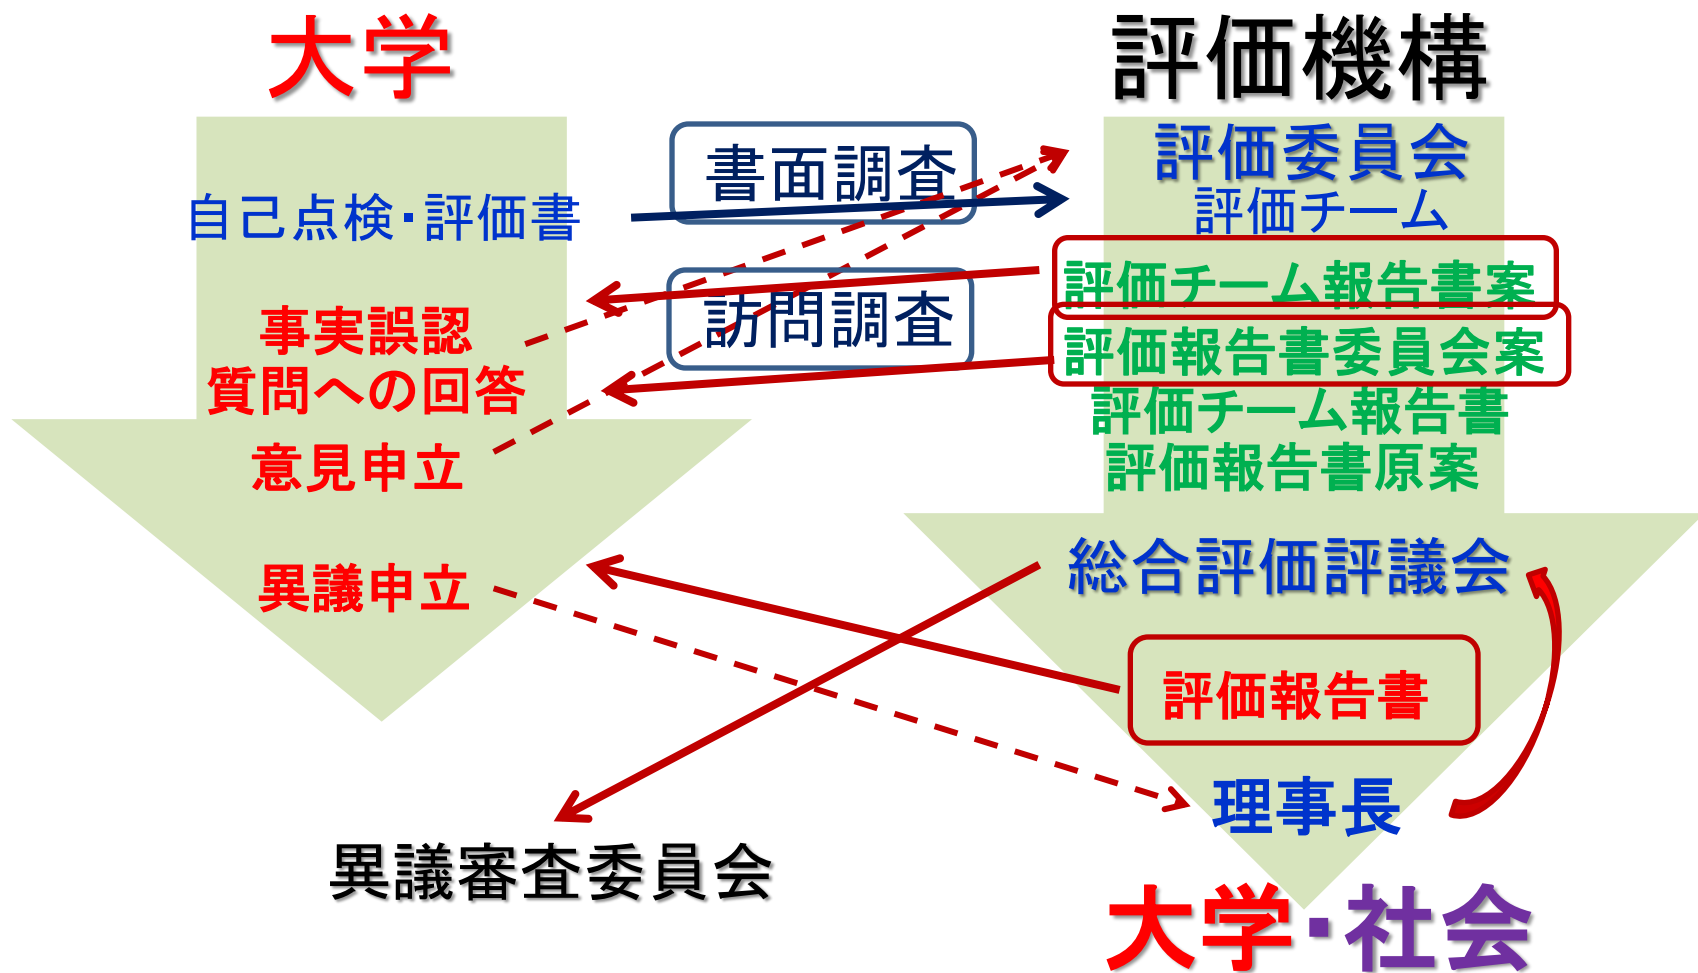 大学
評価機構
自己点検・評価書
事実誤認
質問への回答
意見申立
異議申立
書面調査
訪問調査
評価委員会
評価チーム
評価チーム報告書案
評価報告書委員会案
評価チーム報告書
評価報告書原案
総合評価評議会
評価報告書
理事長
異議審査委員会
大学・社会